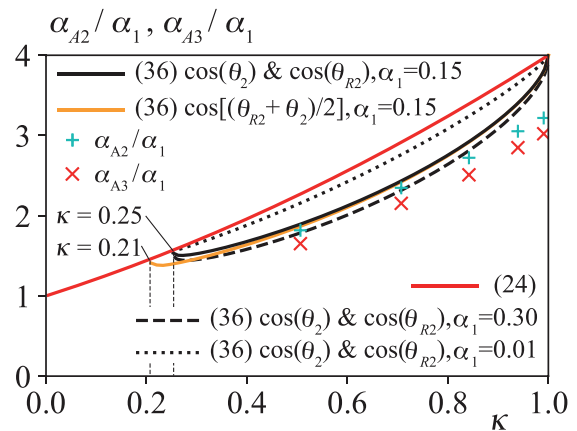 α_A2/α_1 , α_A3/α_1
4
(36) cos(θ_2) & cos(θ_R2),α_1=0.15
(36) cos[(θ_R2+ θ_2)/2],α_1=0.15
3
α_A2/α_1
α_A3/α_1
2
κ = 0.25
κ = 0.21
1
(24)
(36) cos(θ_2) & cos(θ_R2),α_1=0.30
(36) cos(θ_2) & cos(θ_R2),α_1=0.01
0
0.0 0.2 0.4 0.6 0.8 1.0
κ